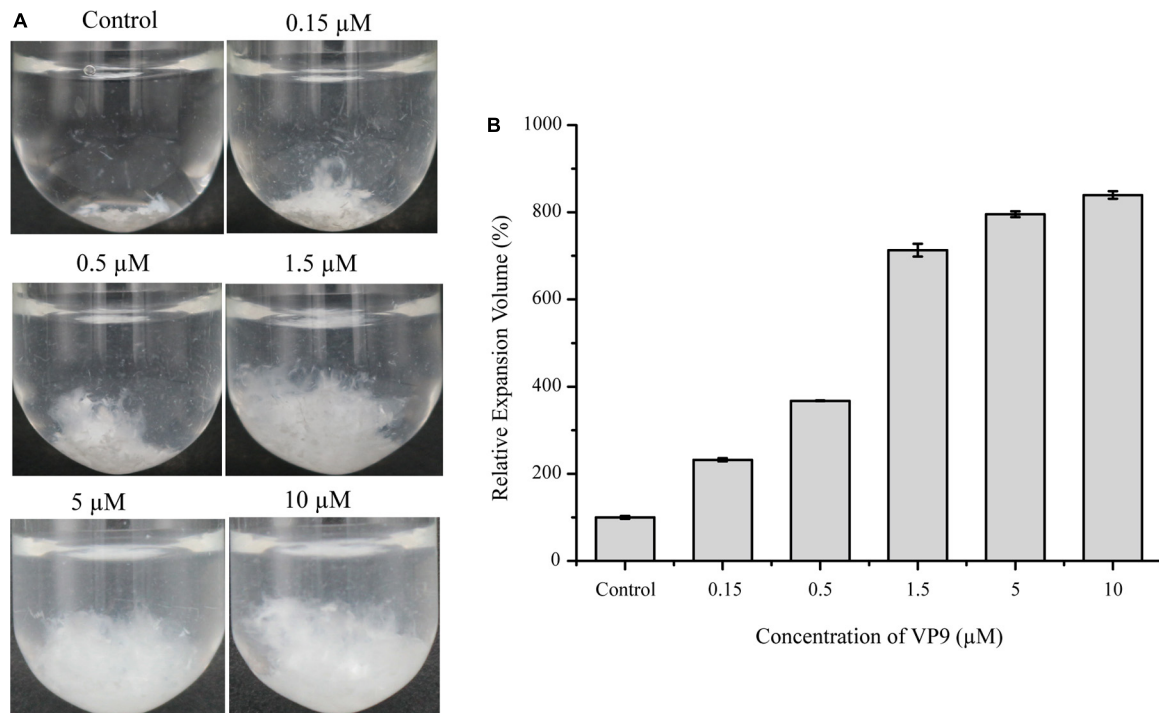 A
Control
0.15 µM
0.5 µM
1.5 µM
5 µM
10 µM
B
Relative Expansion Volume (%)
1000
800
600
400
200
0
Control 0.15 0.5 1.5 5 10
Concentration of VP9 (µM)